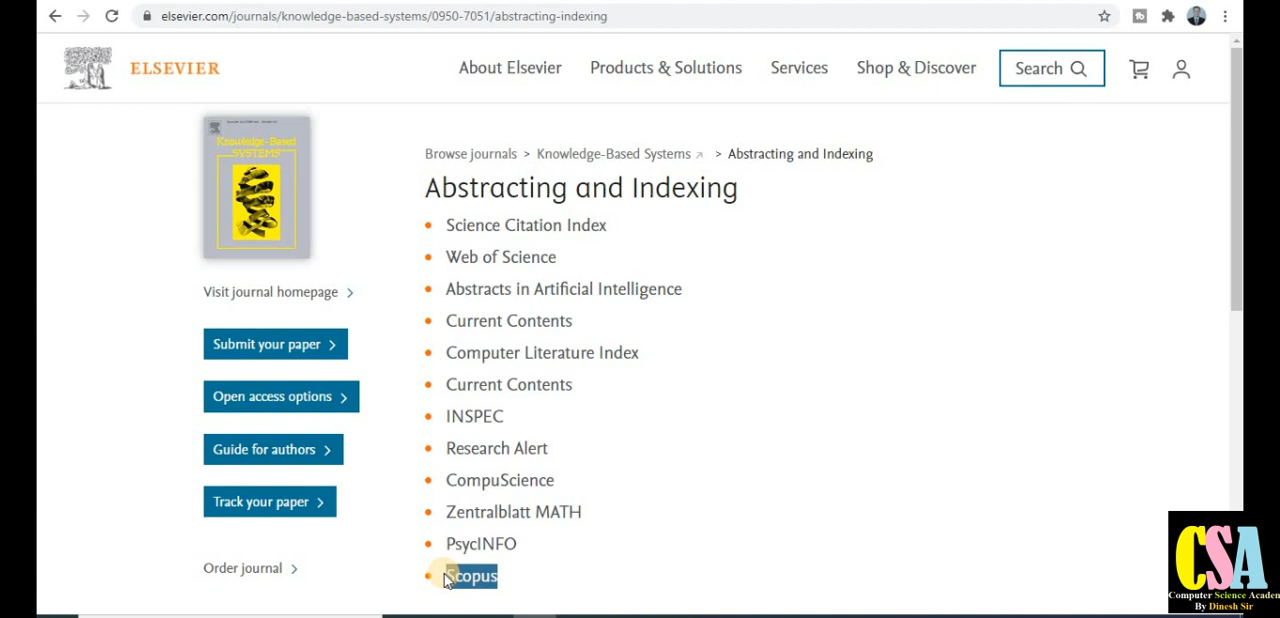 elsevier.com/journals/knowledge-based-systems/0950-7051/abstracting-indexing
ELSEVIER
About Elsevier
Products & Solutions
Services
Shop & Discover
Search
Knowledge-Based
SYSTEMS
Browse journals > Knowledge-Based Systems > Abstracting and Indexing
Abstracting and Indexing
Science Citation Index
Web of Science
Abstracts in Artificial Intelligence
Current Contents
Computer Literature Index
Current Contents
INSPEC
Research Alert
CompuScience
Zentralblatt MATH
PsycINFO
Scopus
Visit journal homepage
Submit your paper
Open access options
Guide for authors
Track your paper
Order journal
CSA
Computer Science Academ
By Dinesh Sir